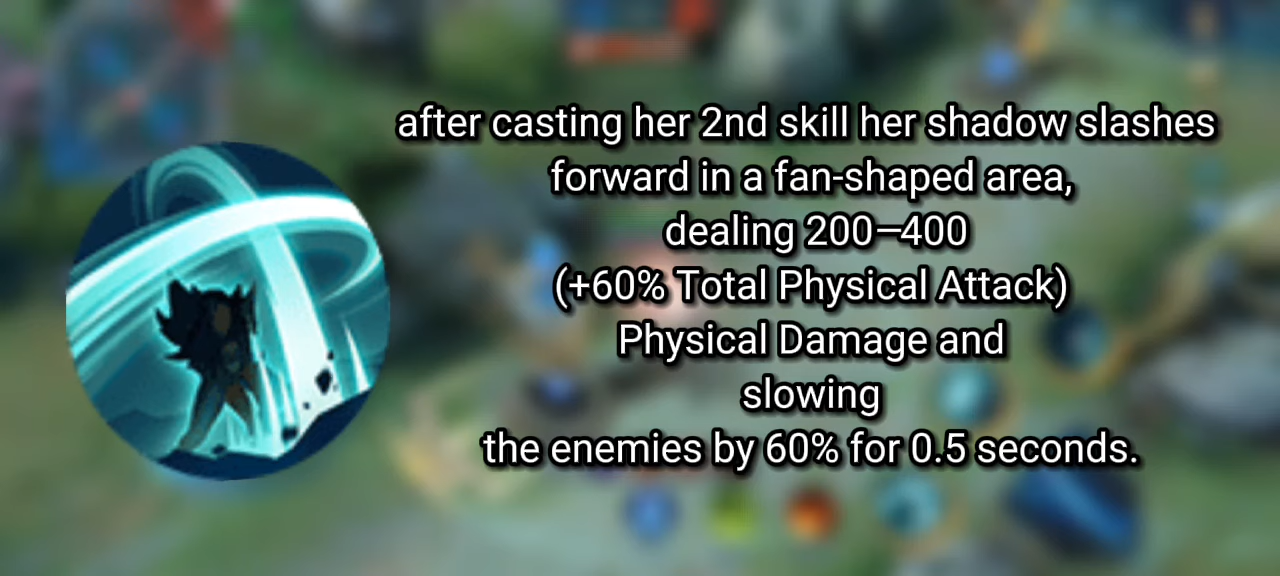 after casting her 2nd skill her shadow slashes
forward in a fan-shaped area,
dealing 200–400
(+60% Total Physical Attack)
Physical Damage and
slowing
the enemies by 60% for 0.5 seconds.